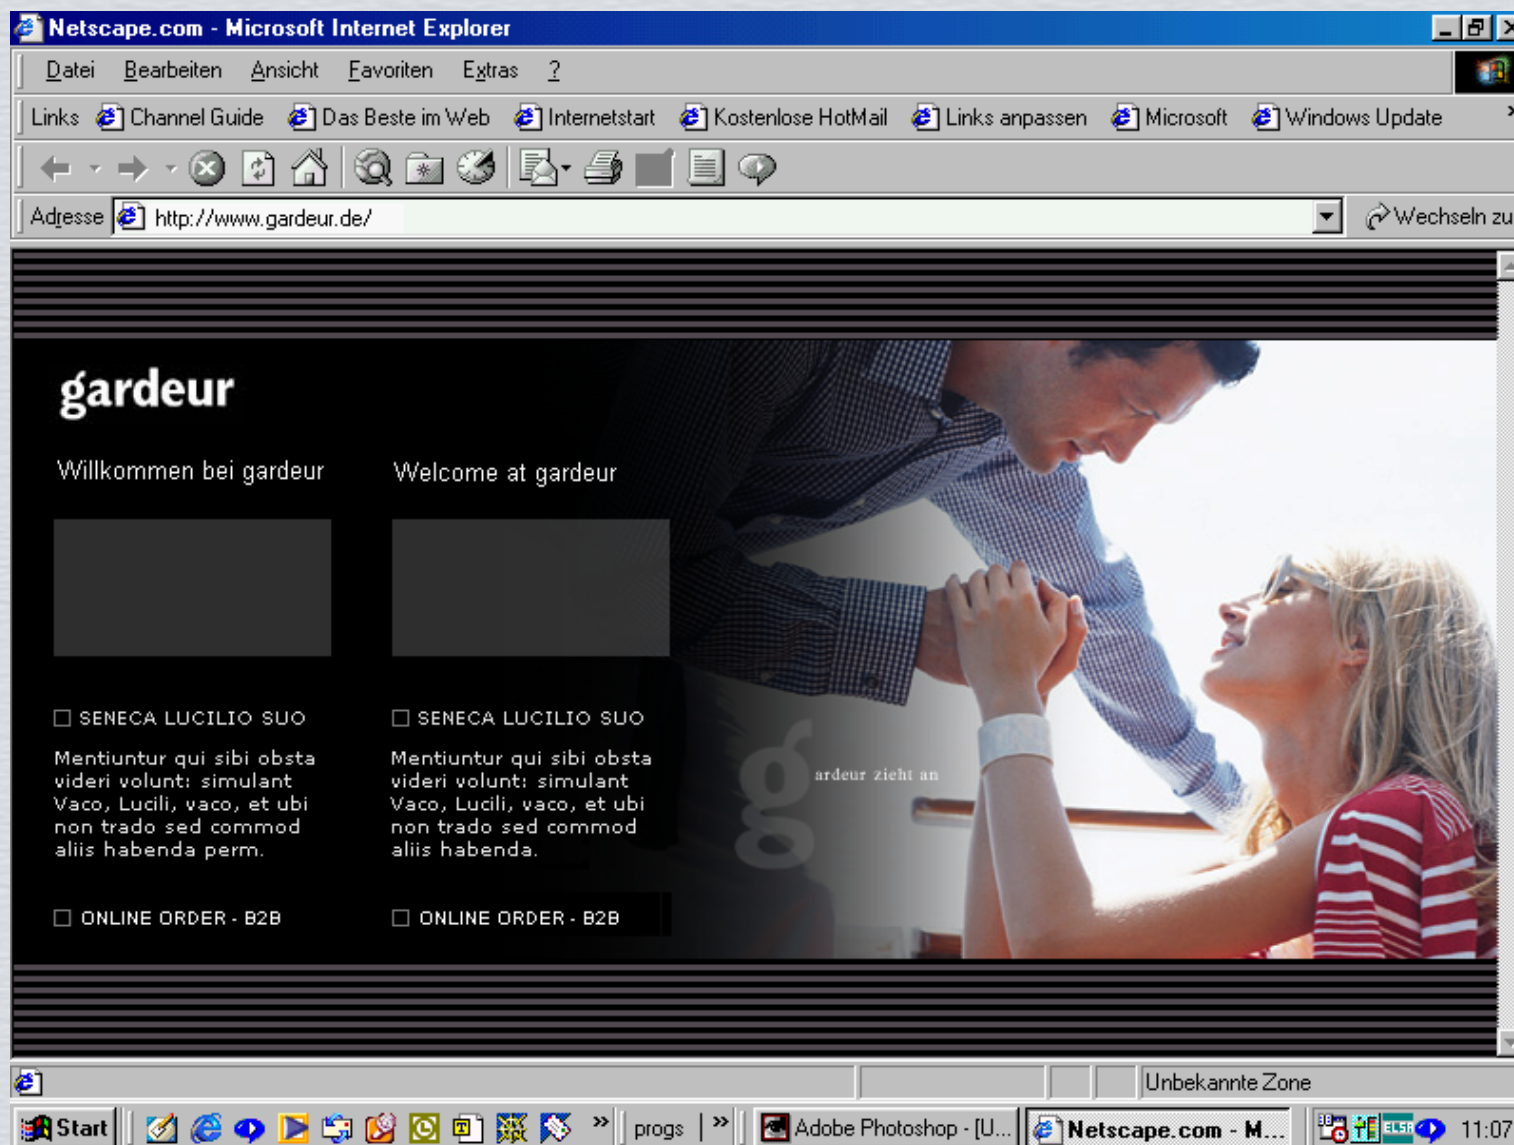 Netscape.com - Microsoft Internet Explorer
Datei Bearbeiten Ansicht Favoriten Extras ?
Links Channel Guide Das Beste im Web Internetstart Kostenlose HotMail Links anpassen Microsoft Windows Update »
Adresse http://www.gardeur.de/ Wechseln zu
gardeur
Willkommen bei gardeur
Welcome at gardeur
SENECA LUCILIO SUO
Mentiuntur qui sibi obsta
videri volunt: simulant
Vaco, Lucili, vaco, et ubi
non trado sed commod
aliis habenda perm.
ONLINE ORDER - B2B
SENECA LUCILIO SUO
Mentiuntur qui sibi obsta
videri volunt: simulant
Vaco, Lucili, vaco, et ubi
non trado sed commod
aliis habenda.
ONLINE ORDER - B2B
gardeur zieht an
Unbekannte Zone
Start » progs » Adobe Photoshop - [U... Netscape.com - M... ELSA 11:07